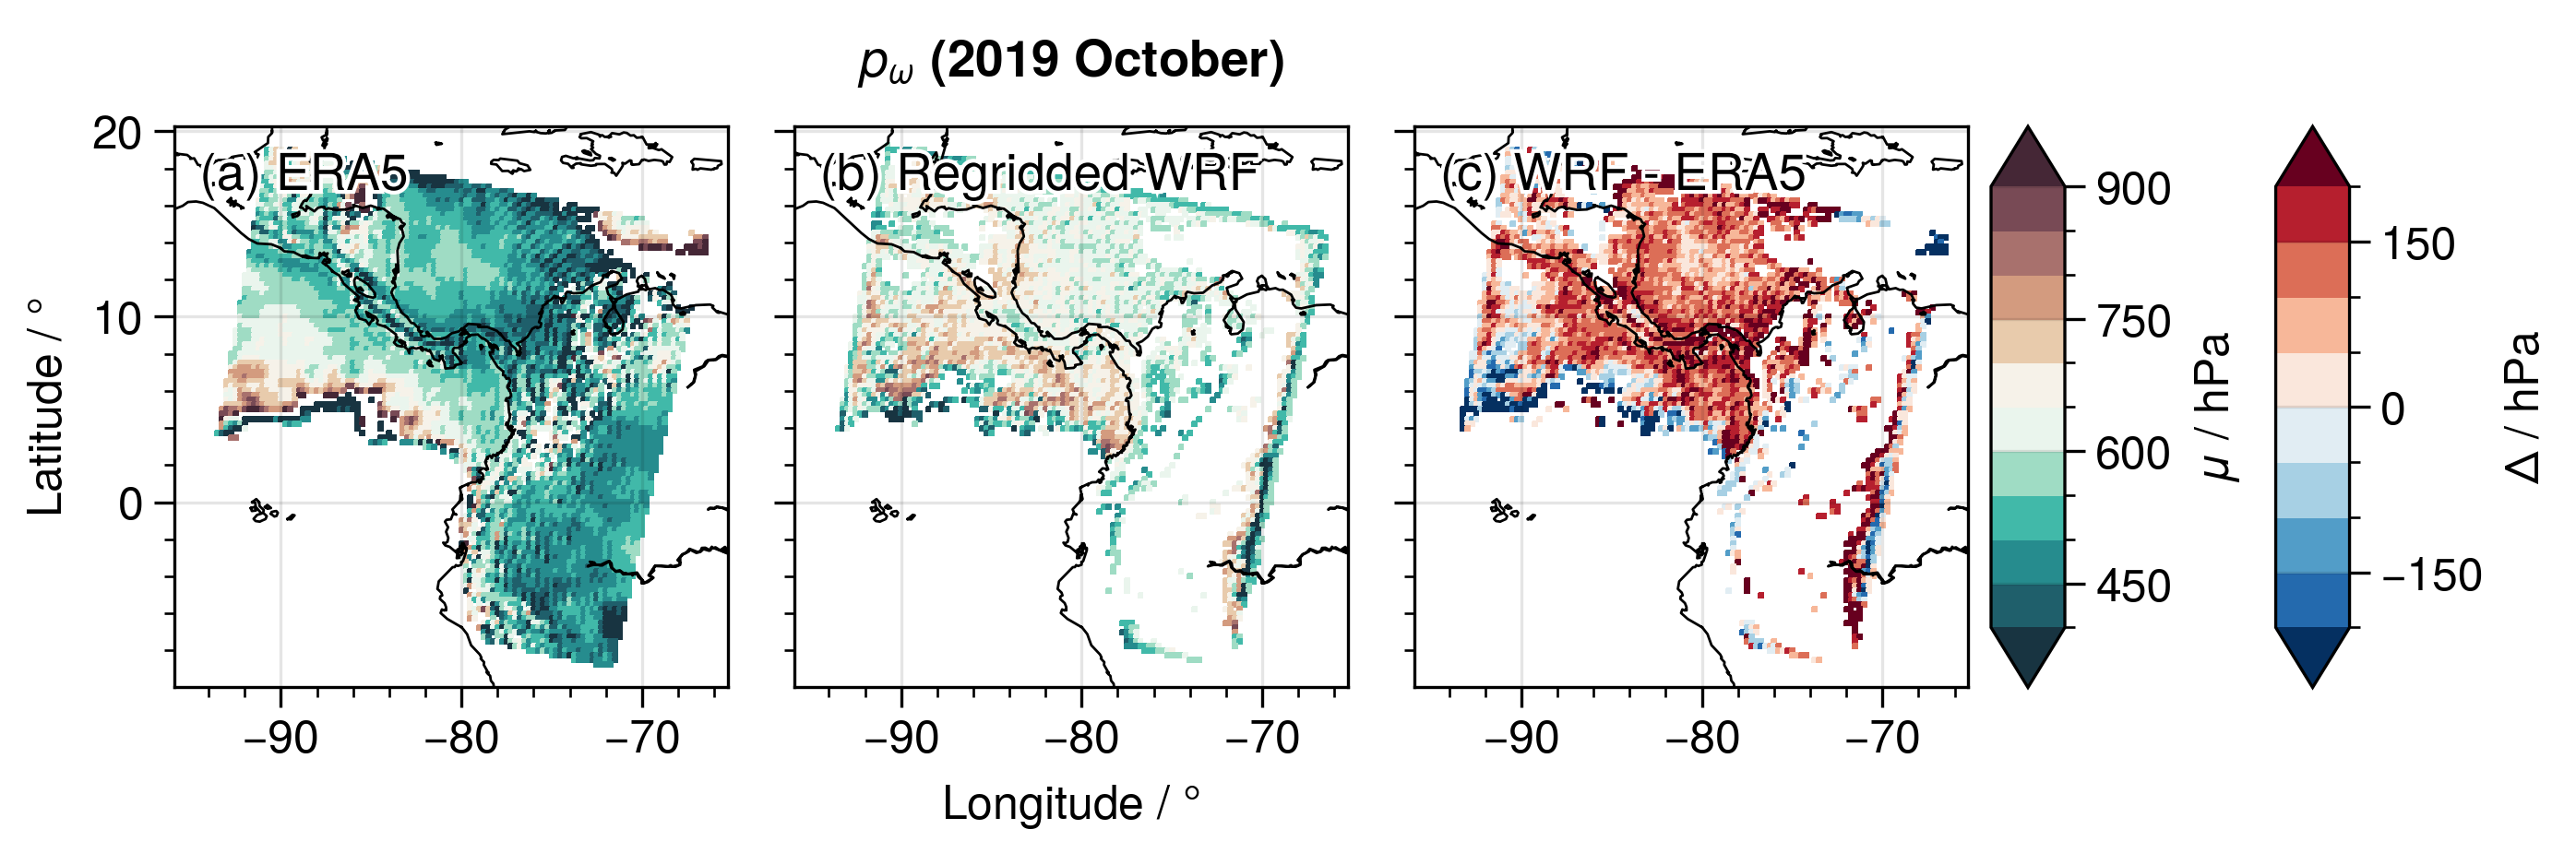 pω (2019 October)
(a) ERA5
(b) Regridded WRF
(c) WRF - ERA5
20
10
0
Latitude / °
−90
−80
−70
−90
−80
−70
−90
−80
−70
Longitude / °
900
750
600
450
μ / hPa
150
0
−150
Δ / hPa